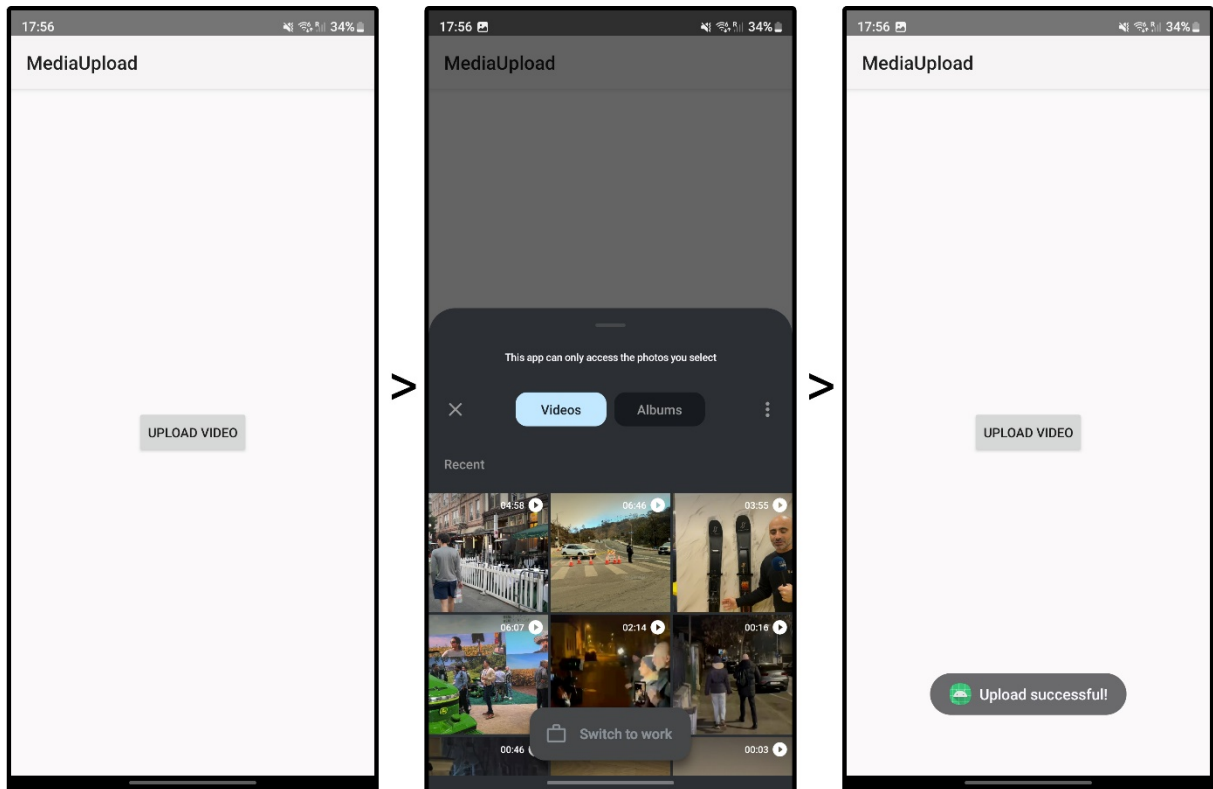 17:56 34%
MediaUpload
UPLOAD VIDEO
>
17:56 34%
MediaUpload
This app can only access the photos you select
Videos Albums
Recent
04:58 06:46 03:55
06:07 02:14 00:16
00:46 00:03
Switch to work
>
17:56 34%
MediaUpload
UPLOAD VIDEO
Upload successful!